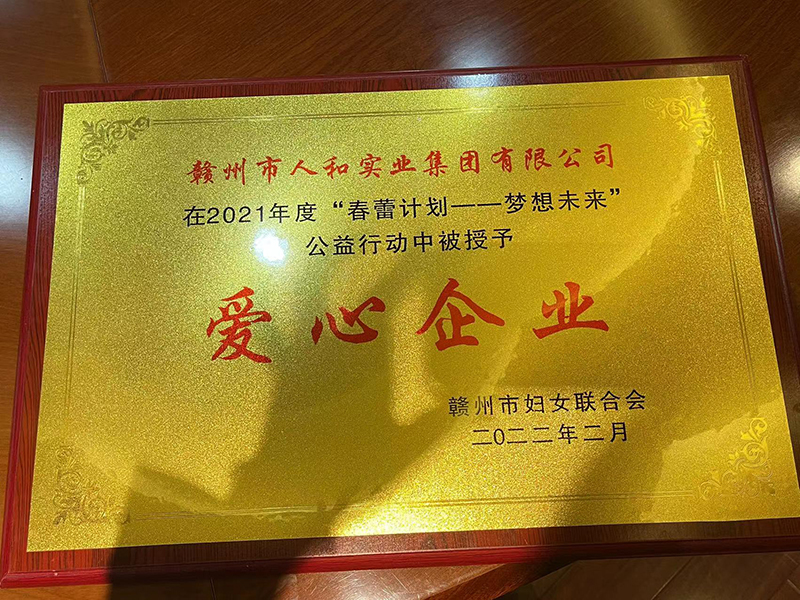 赣州市人和实业集团有限公司
在2021年度“春蕾计划——梦想未来”
公益行动中被授予
爱心企业
赣州市妇女联合会
二〇二二年二月